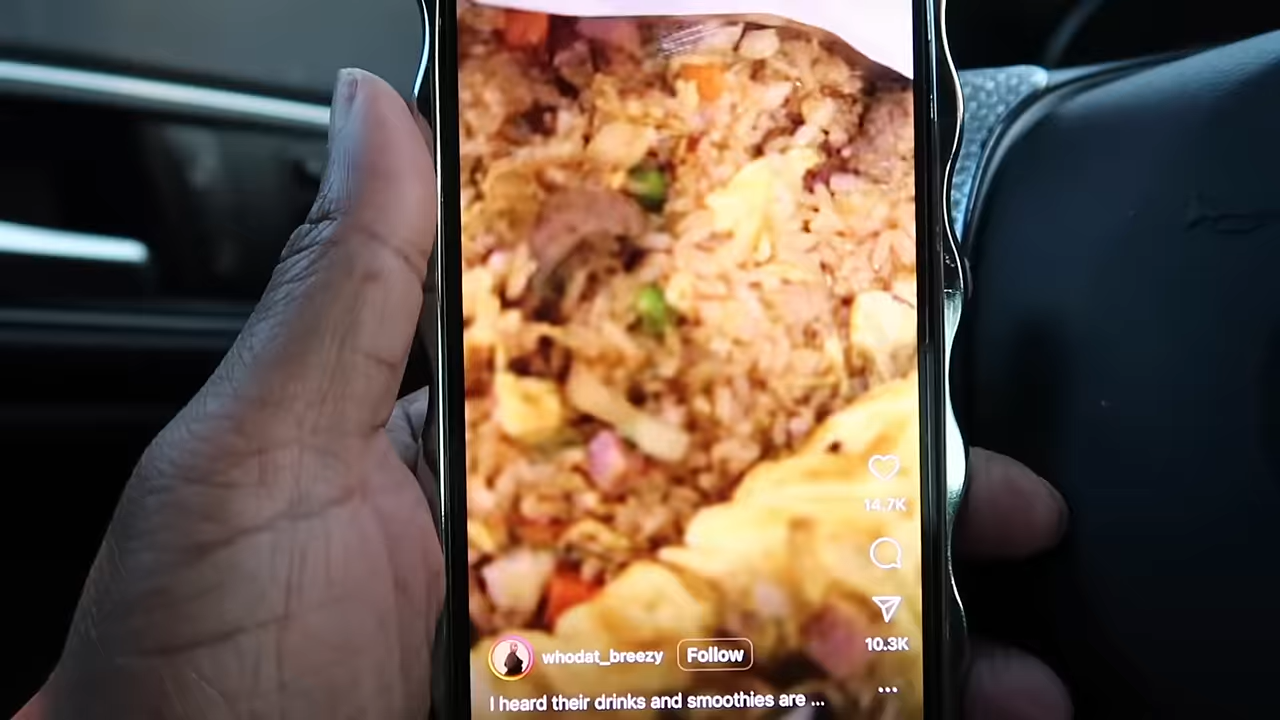 14.7K
10.3K
whodat_breezy Follow
I heard their drinks and smoothies are ...